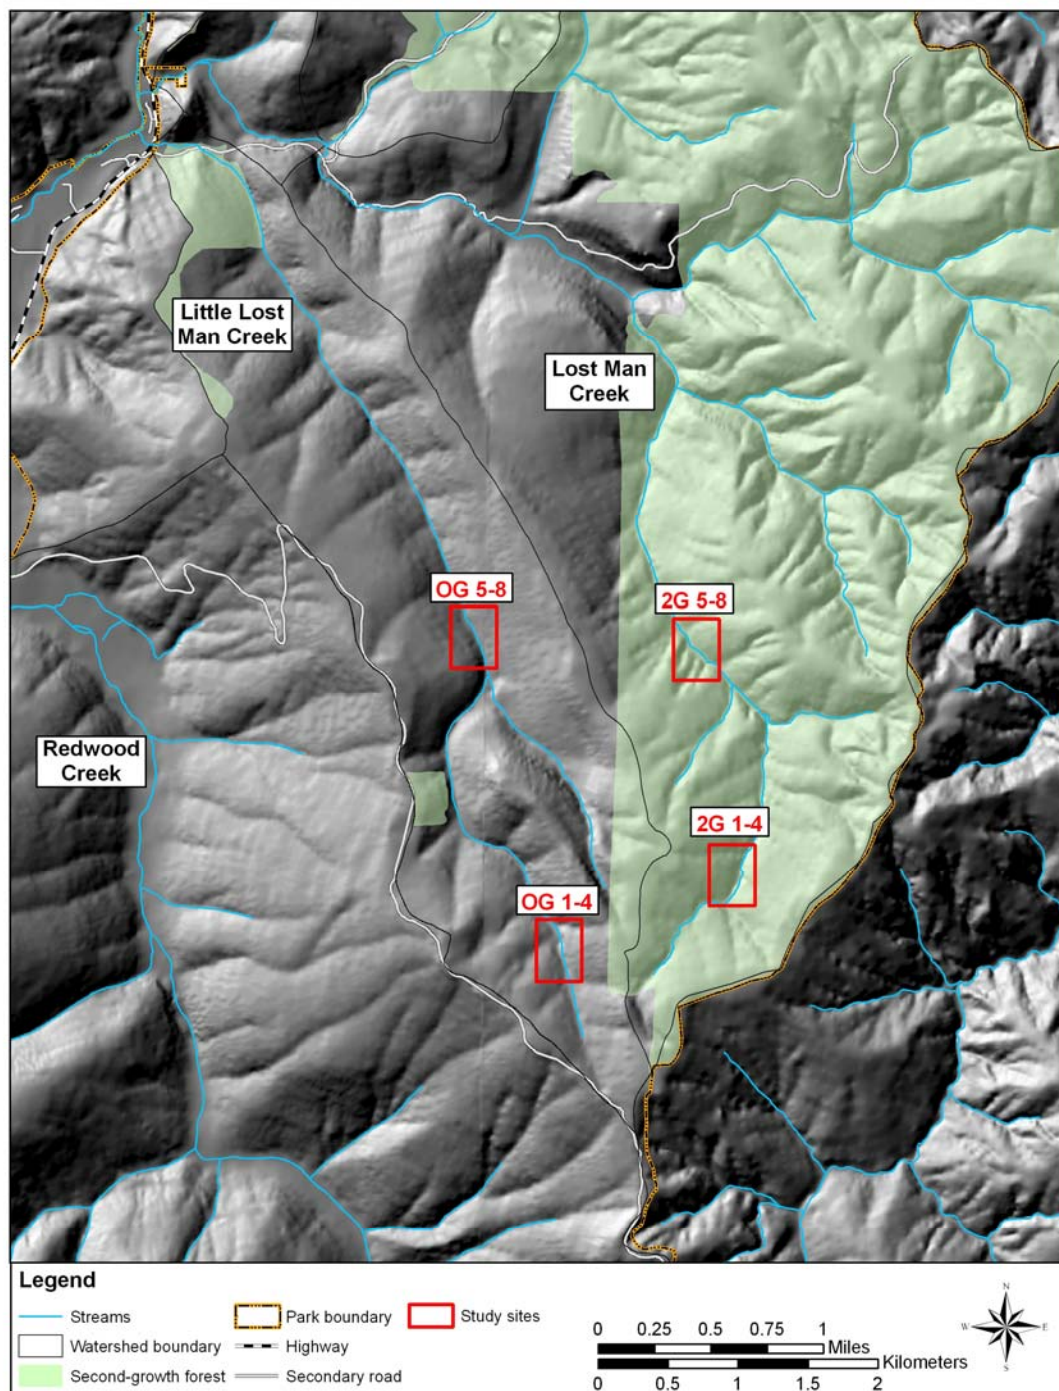 Little Lost
Man Creek
Lost Man
Creek
OG 5-8
2G 5-8
Redwood
Creek
2G 1-4
OG 1-4
Legend
Streams
Park boundary
Study sites
Watershed boundary
Highway
Second-growth forest
Secondary road
0 0.25 0.5 0.75 1
Miles
Kilometers
0 0.5 1 1.5 2
N
W E
S